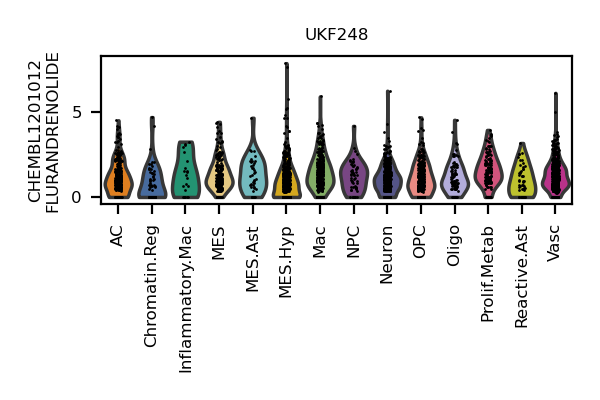 UKF248
CHEMBL1201012
FLURANDRENOLIDE
5
0
AC
Chromatin.Reg
Inflammatory.Mac
MES
MES.Ast
MES.Hyp
Mac
NPC
Neuron
OPC
Oligo
Prolif.Metab
Reactive.Ast
Vasc